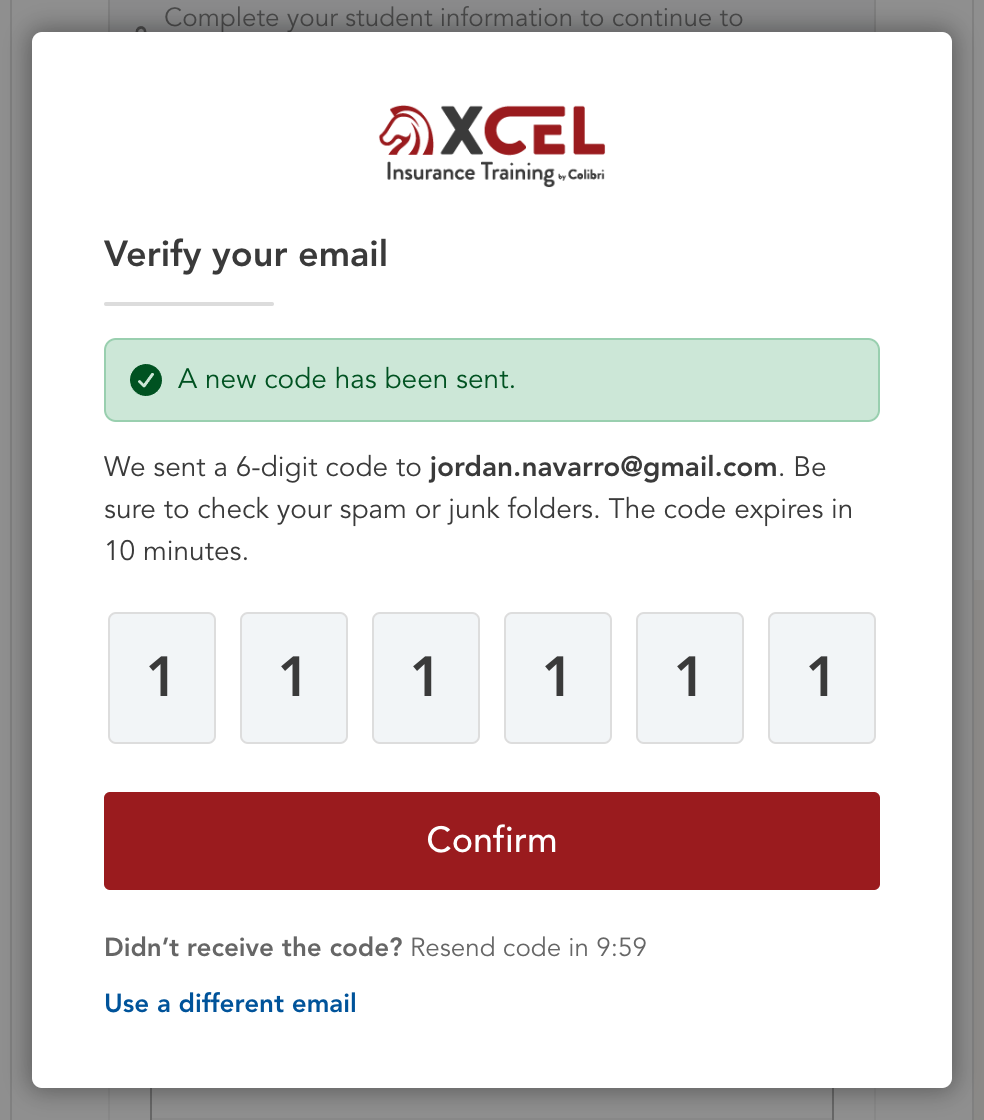 Complete your student information to continue to
XCEL
Insurance Training by Colibri
Verify your email
A new code has been sent.
We sent a 6-digit code to jordan.navarro@gmail.com. Be
sure to check your spam or junk folders. The code expires in
10 minutes.
1 1 1 1 1 1
Confirm
Didn’t receive the code? Resend code in 9:59
Use a different email